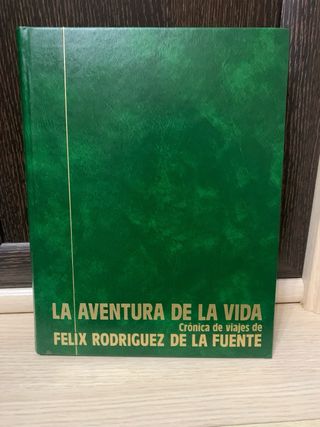 LA AVENTURA DE LA VIDA
Crónica de viajes de
FELIX RODRIGUEZ DE LA FUENTE